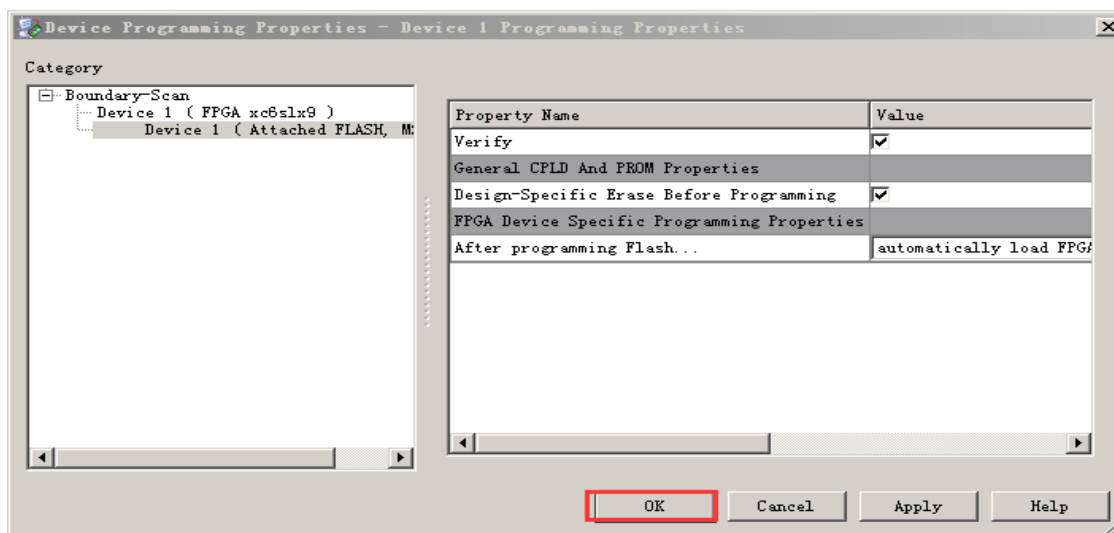 Device Programming Properties - Device 1 Programming Properties
Category
Boundary-Scan
Device 1 ( FPGA xc6slx9 )
Device 1 ( Attached FLASH,
Property Name Value
Verify
General CPLD And PROM Properties
Design-Specific Erase Before Programming
FPGA Device Specific Programming Properties
After programming Flash... automatically load FPGA
OK Cancel Apply Help